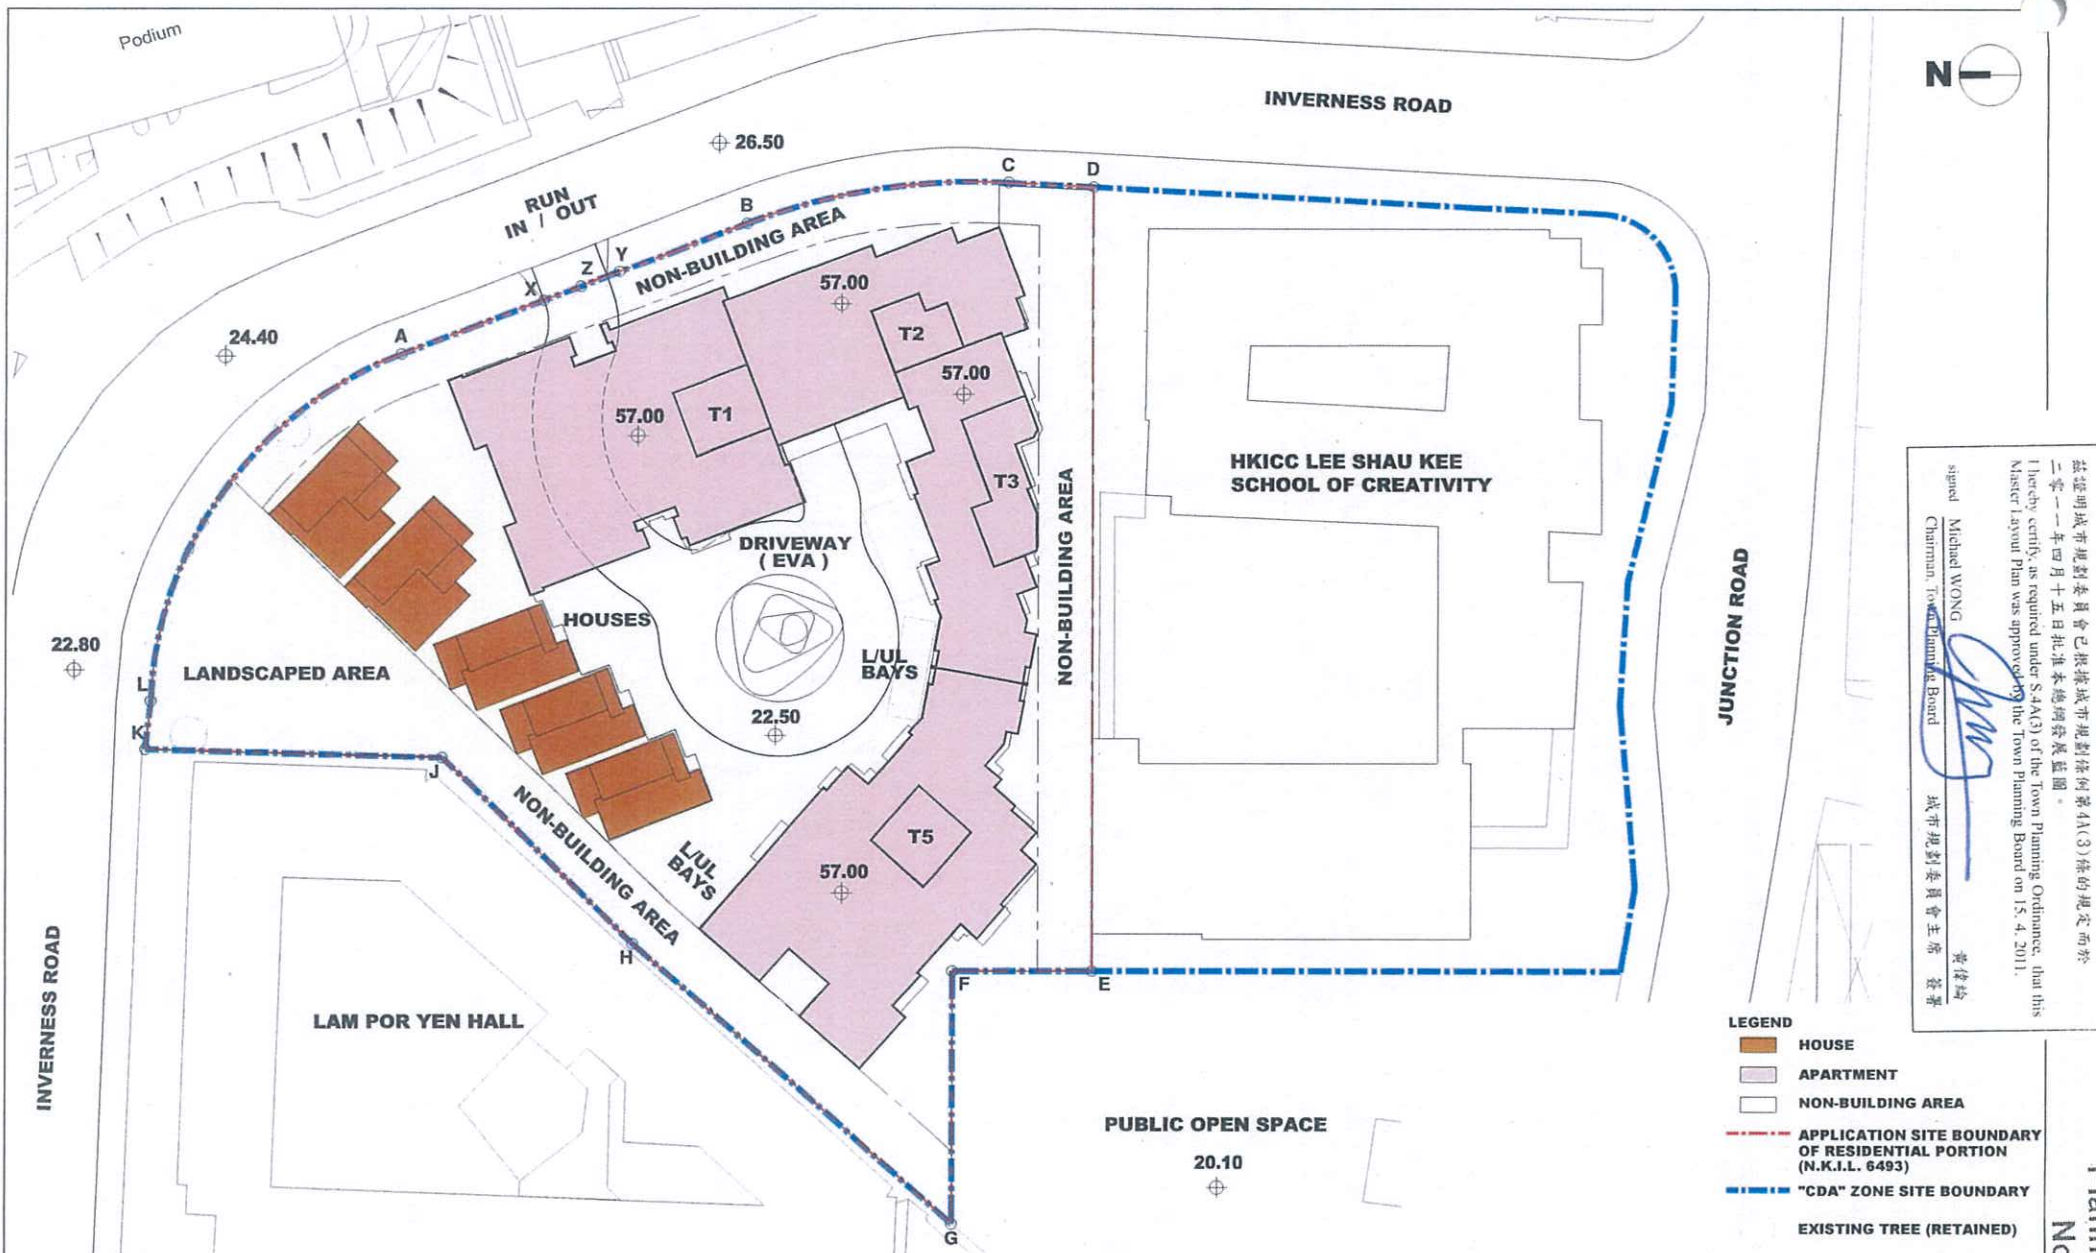 Podium
INVERNESS ROAD
N
26.50
C
D
RUN
IN / OUT
B
Y
Z
X
NON-BUILDING AREA
57.00
24.40
A
T2
57.00
57.00
T1
T3
HKICC LEE SHAU KEE
SCHOOL OF CREATIVITY
NON-BUILDING AREA
DRIVEWAY
( EVA )
HOUSES
L/UL
BAYS
22.80
LANDSCAPED AREA
L
K
J
22.50
JUNCTION ROAD
NON-BUILDING AREA
L/UL
BAYS
T5
57.00
H
F
E
G
INVERNESS ROAD
LAM POR YEN HALL
PUBLIC OPEN SPACE
20.10
茲證明城市規劃委員會已根據城市規劃條例第4A(3)條的規定而於
二零一一年四月十五日批准本總綱發展藍圖。
I hereby certify, as required under S.4A(3) of the Town Planning Ordinance, that this
Master Layout Plan was approved by the Town Planning Board on 15. 4. 2011.
signed Michael WONG 黃偉綸
Chairman, Town Planning Board 城市規劃委員會主席 簽署
LEGEND
HOUSE
APARTMENT
NON-BUILDING AREA
APPLICATION SITE BOUNDARY
OF RESIDENTIAL PORTION
(N.K.I.L. 6493)
"CDA" ZONE SITE BOUNDARY
EXISTING TREE (RETAINED)